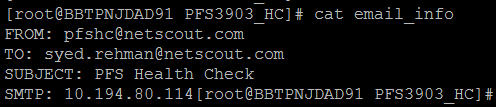 [root@BBTPNJDAD91 PFS3903_HC]# cat email_info
FROM: pfshc@netscout.com
TO: syed.rehman@netscout.com
SUBJECT: PFS Health Check
SMTP: 10.194.80.114[root@BBTPNJDAD91 PFS3903_HC]#